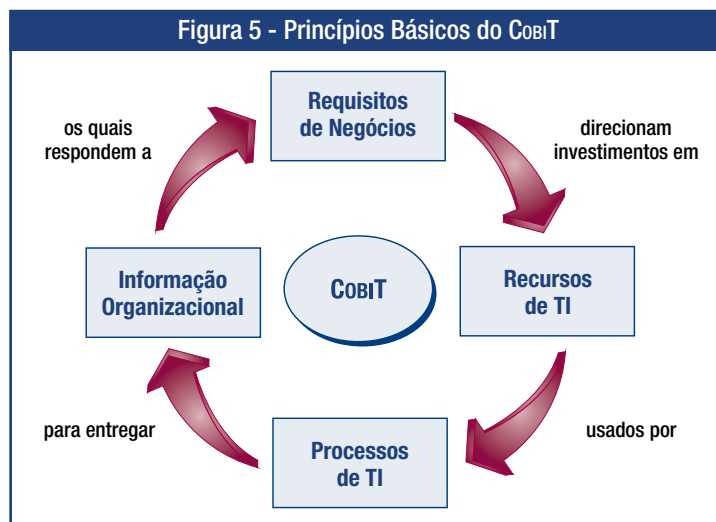 Figura 5 - Princípios Básicos do COBIT
Requisitos
de Negócios
os quais
respondem a
direcionam
investimentos em
Informação
Organizacional
COBIT
Recursos
de TI
para entregar
Processos
de TI
usados por